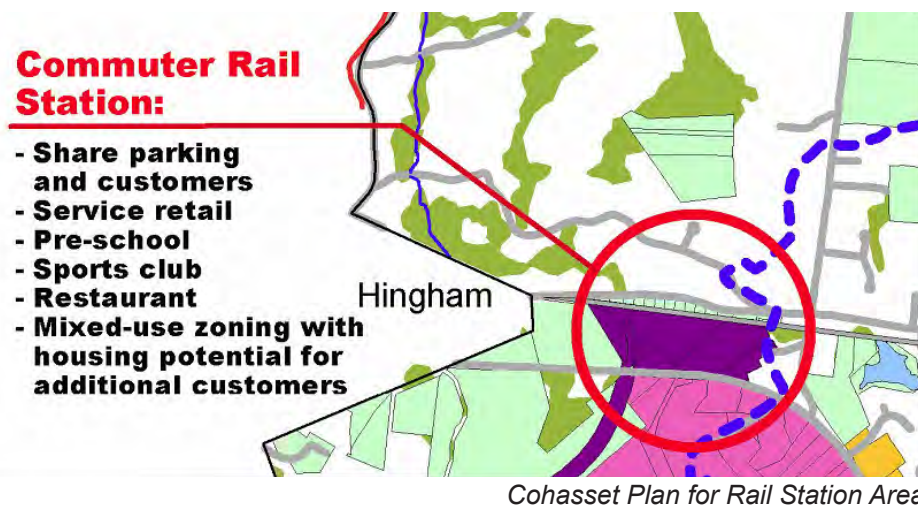 Commuter Rail
Station:
- Share parking
and customers
- Service retail
- Pre-school
- Sports club
- Restaurant
- Mixed-use zoning with
housing potential for
additional customers
Hingham
Cohasset Plan for Rail Station Area